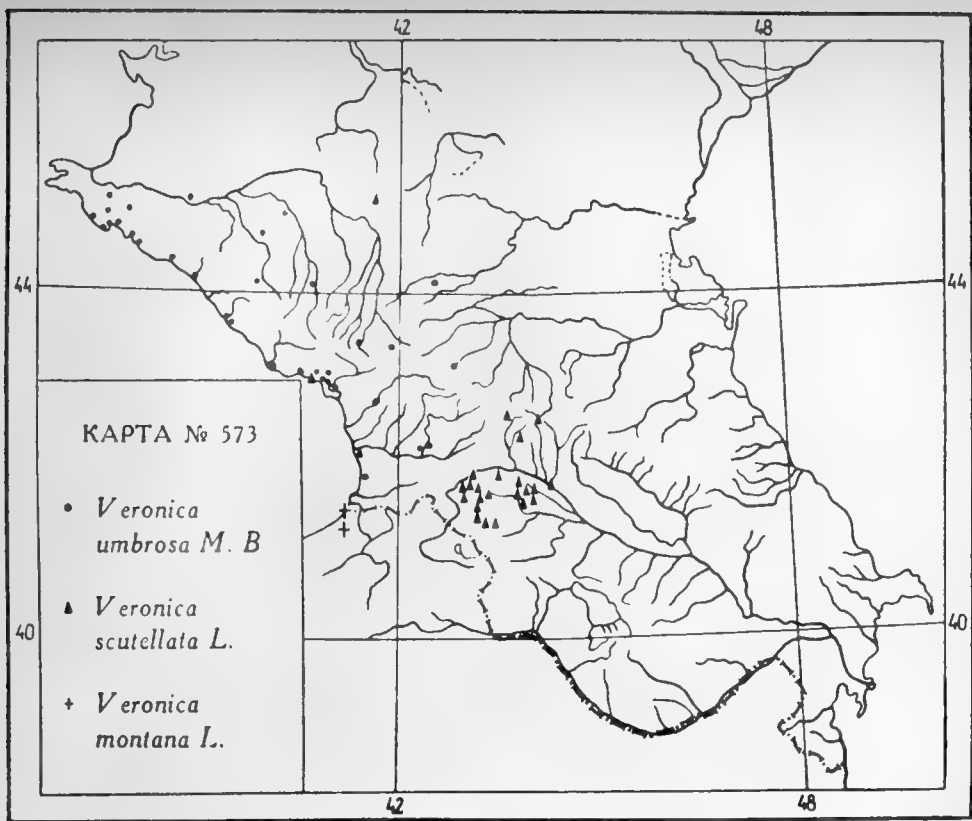 42 48
44 44
КАРТА № 573
Veronica
umbrosa M. B
Veronica
scutellata L.
Veronica
montana L.
40 40
42 48